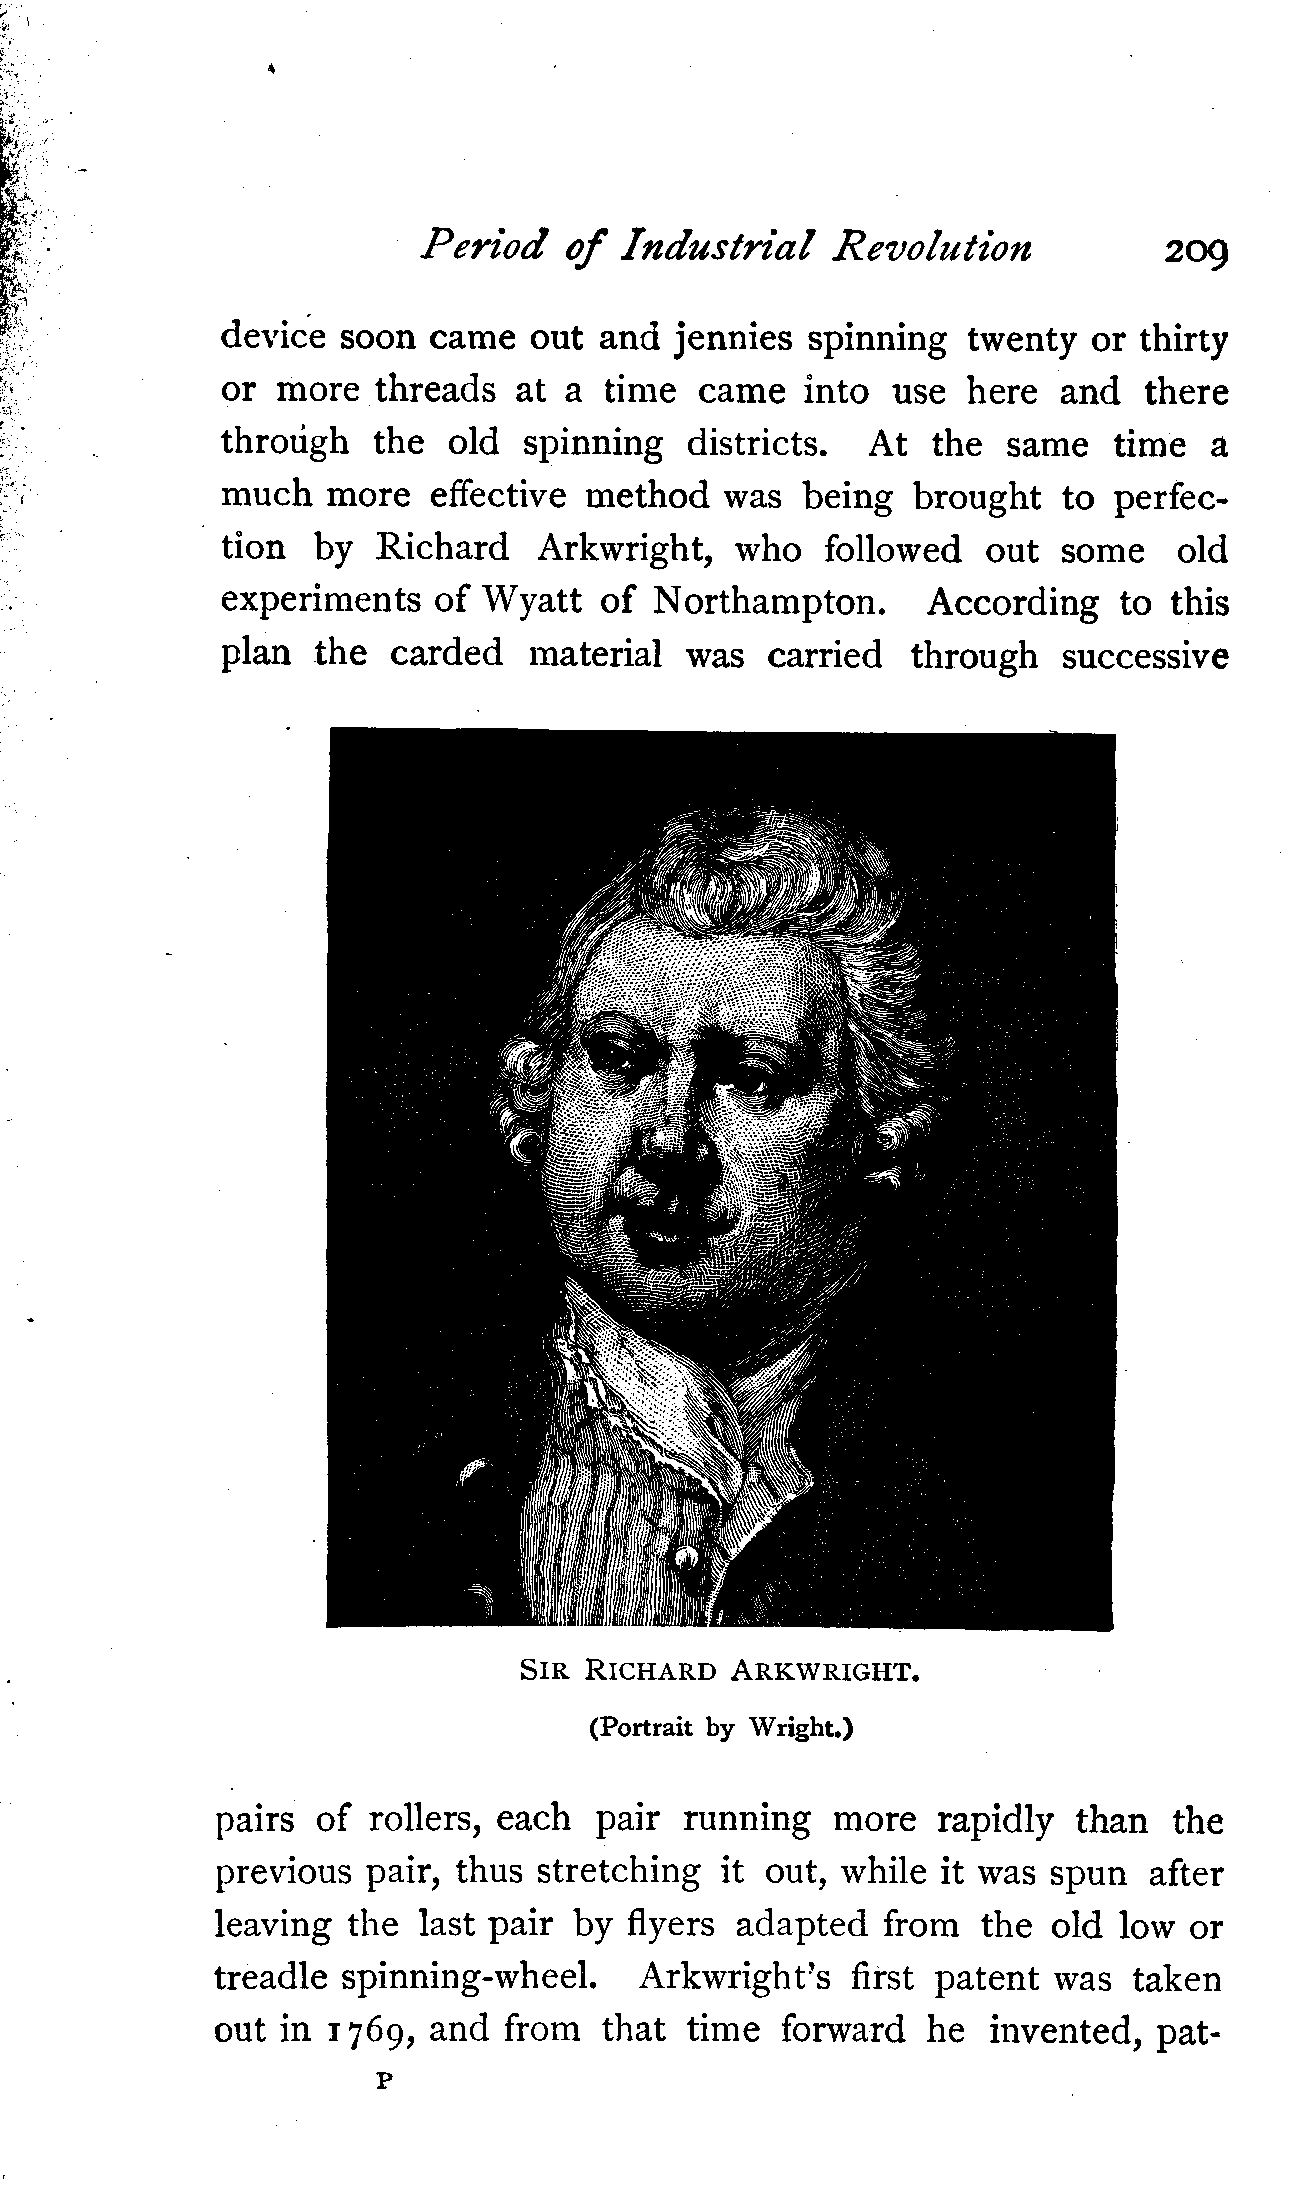 Period of Industrial Revolution 209
device soon came out and jennies spinning twenty or thirty
or more threads at a time came into use here and there
through the old spinning districts. At the same time a
much more effective method was being brought to perfec-
tion by Richard Arkwright, who followed out some old
experiments of Wyatt of Northampton. According to this
plan the carded material was carried through successive
SIR RICHARD ARKWRIGHT.
(Portrait by Wright.)
pairs of rollers, each pair running more rapidly than the
previous pair, thus stretching it out, while it was spun after
leaving the last pair by flyers adapted from the old low or
treadle spinning-wheel. Arkwright's first patent was taken
out in 1769, and from that time forward he invented, pat-
P